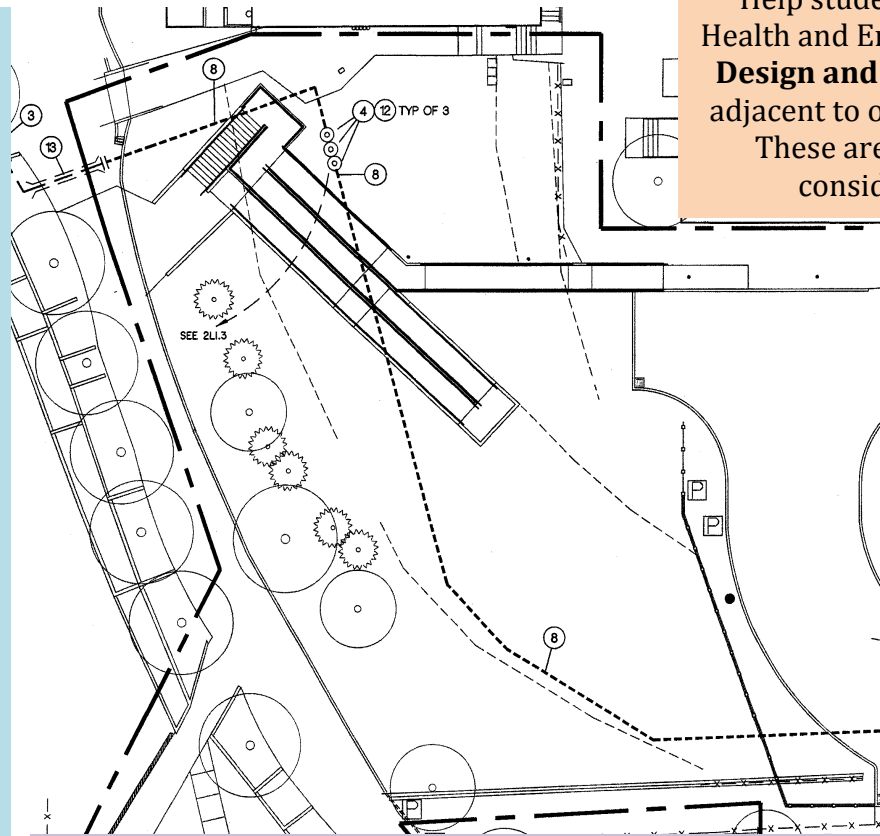 Health and En
Design and
adjacent to o
These are
consid
8
3
4 12 TYP OF 3
13
8
SEE 2L1.3
P
P
8
P